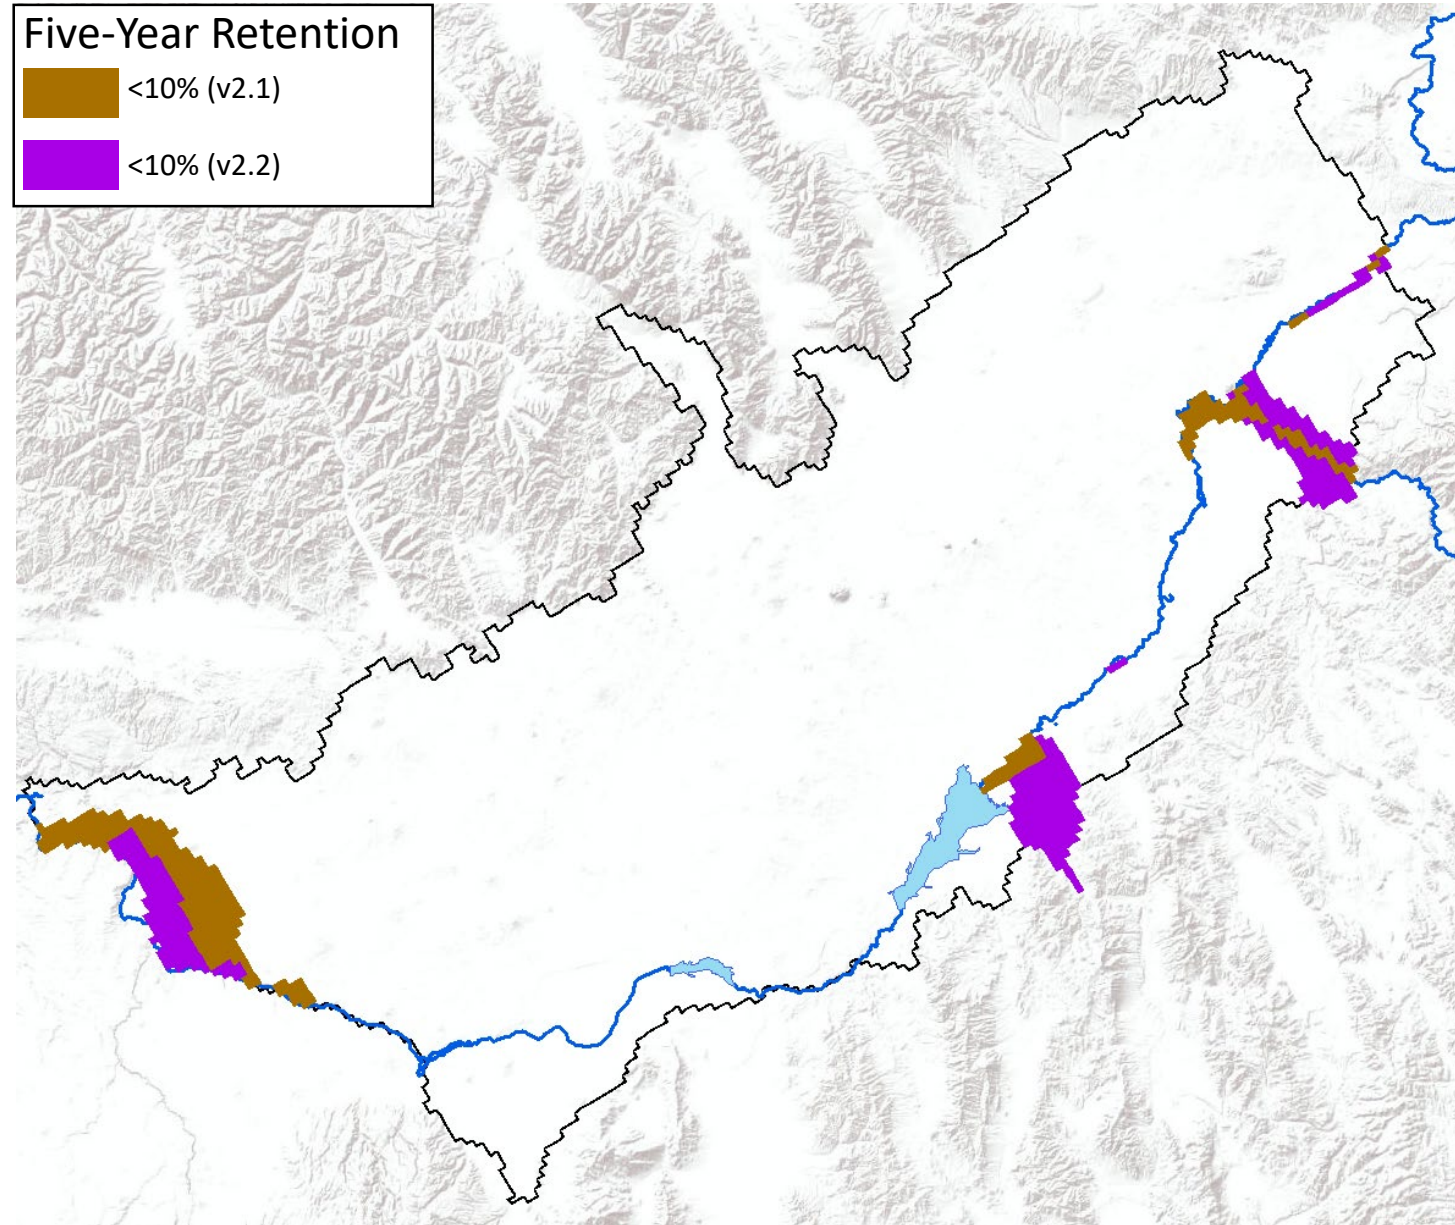 Five-Year Retention
<10% (v2.1)
<10% (v2.2)